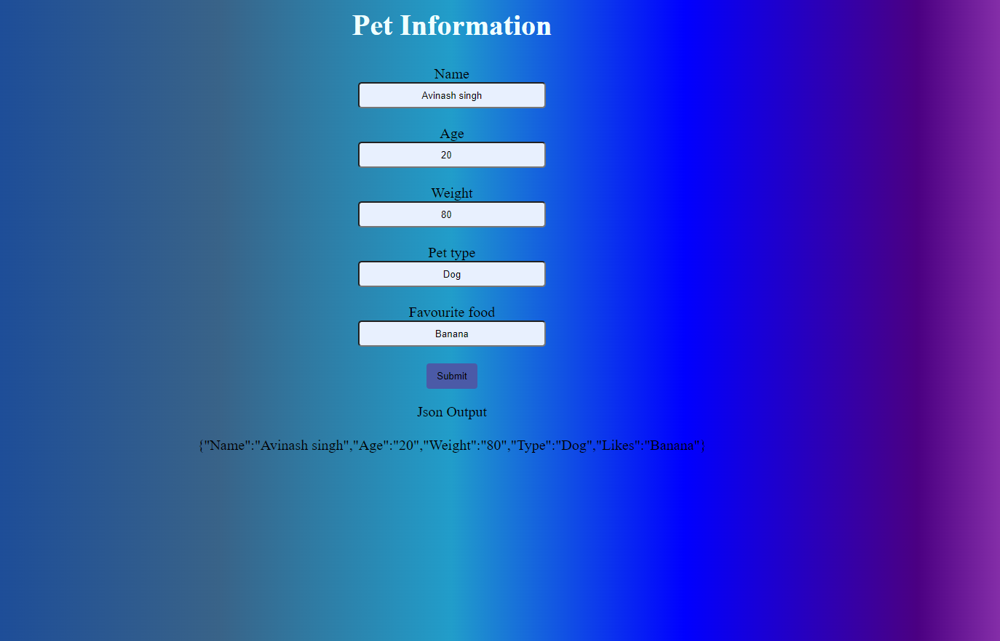 Pet Information
Name
Avinash singh
Age
20
Weight
80
Pet type
Dog
Favourite food
Banana
Submit
Json Output
{"Name":"Avinash singh","Age":"20","Weight":"80","Type":"Dog","Likes":"Banana"}